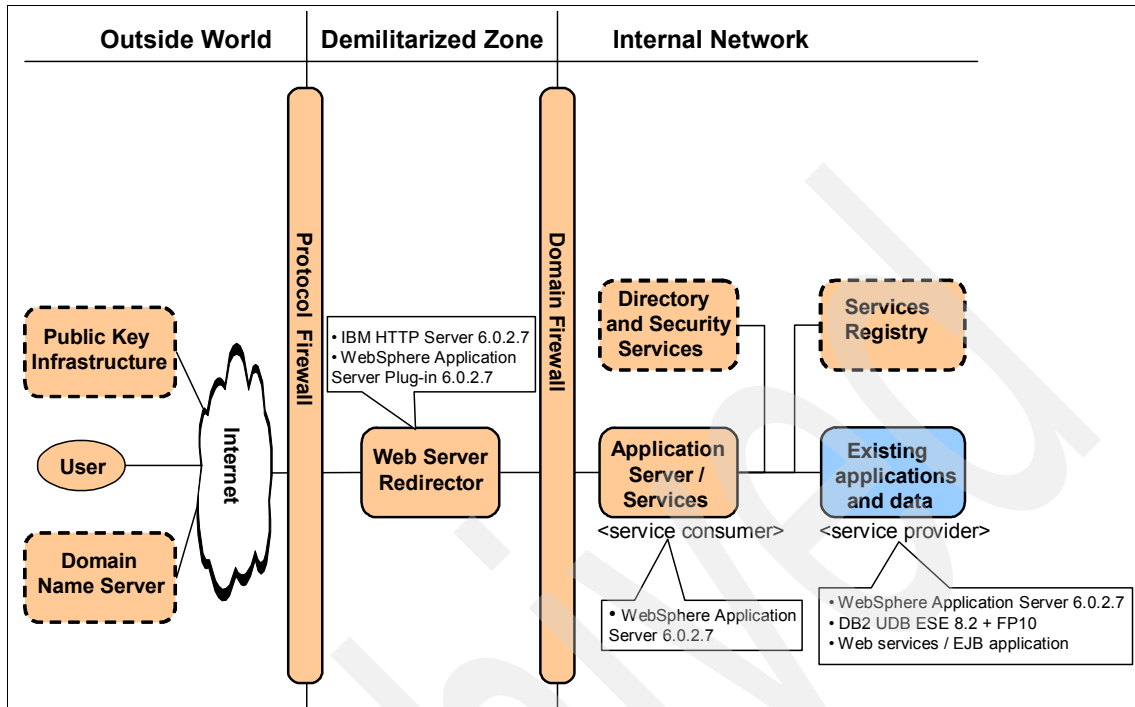 Outside World
Demilitarized Zone
Internal Network
Protocol Firewall
Domain Firewall
Public Key
Infrastructure
User
Domain
Name Server
Internet
• IBM HTTP Server 6.0.2.7
• WebSphere Application
Server Plug-in 6.0.2.7
Web Server
Redirector
Directory
and Security
Services
Services
Registry
Application
Server /
Services
<service consumer>
Existing
applications
and data
<service provider>
• WebSphere Application
Server 6.0.2.7
• WebSphere Application Server 6.0.2.7
• DB2 UDB ESE 8.2 + FP10
• Web services / EJB application